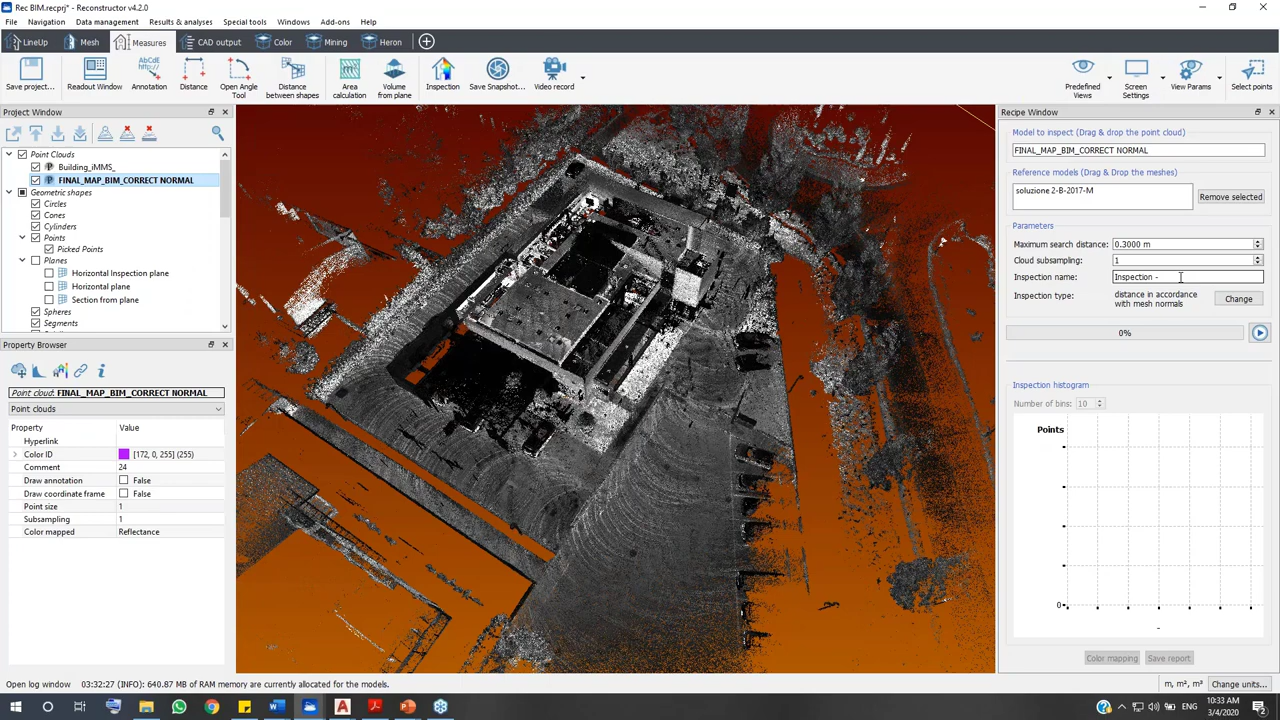 Rec BIM.recprj* - Reconstructor v4.2.0
File Navigation Data management Results & analyses Special tools Windows Add-ons Help
LineUp Mesh Measures CAD output Color Mining Heron
AbCdE
http://
Save project... Readout Window Annotation Distance Open Angle Tool Distance between shapes Area calculation Volume from plane Inspection Save Snapshot... Video record Predefined Views Screen Settings View Params Select points
Project Window
Point Clouds
Building_iMMS_
FINAL_MAP_BIM_CORRECT NORMAL
Geometric shapes
Circles
Cones
Cylinders
Points
Picked Points
Planes
Horizontal Inspection plane
Horizontal plane
Section from plane
Spheres
Segments
Property Browser
Point cloud: FINAL_MAP_BIM_CORRECT NORMAL
Point clouds
Property Value
Hyperlink
Color ID [172, 0, 255] (255)
Comment 24
Draw annotation False
Draw coordinate frame False
Point size 1
Subsampling 1
Color mapped Reflectance
Recipe Window
Model to inspect (Drag & drop the point cloud)
FINAL_MAP_BIM_CORRECT NORMAL
Reference models (Drag & Drop the meshes)
soluzione 2-B-2017-M
Remove selected
Parameters
Maximum search distance: 0.3000 m
Cloud subsampling: 1
Inspection name: Inspection -
Inspection type: distance in accordance with mesh normals Change
0%
Inspection histogram
Number of bins: 10
Points
0
-
Color mapping Save report
Open log window 03:32:27 (INFO): 640.87 MB of RAM memory are currently allocated for the models.
m, m², m³ Change units...
ENG
10:33 AM
3/4/2020
2